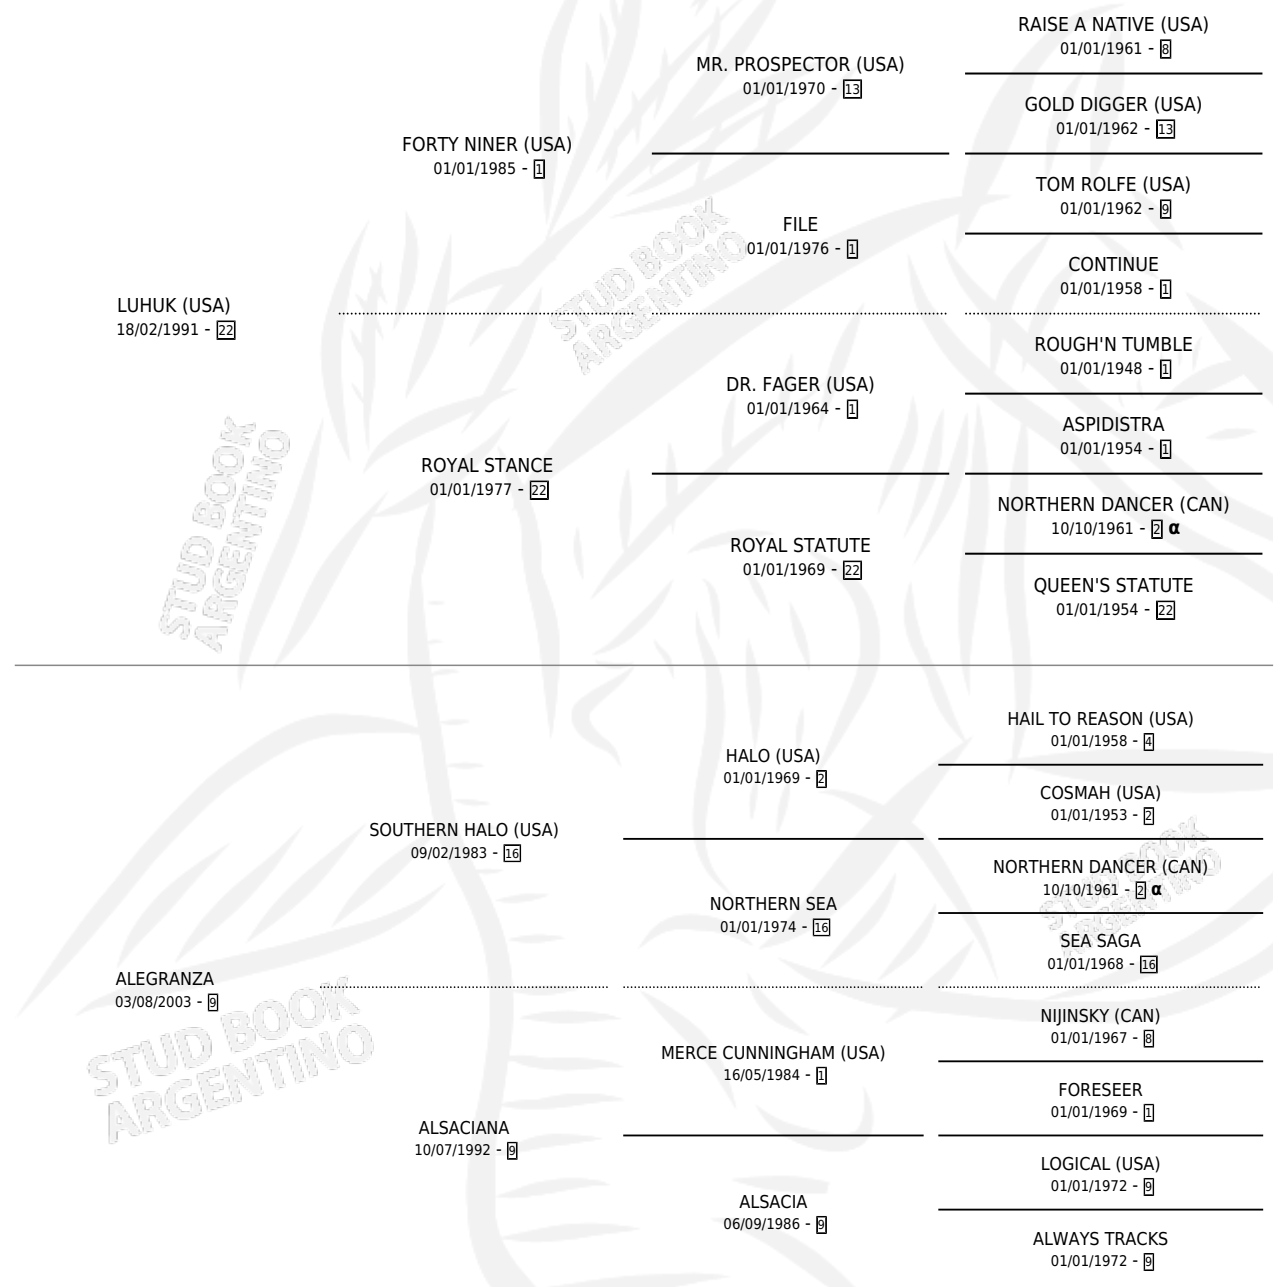 RAISE A NATIVE (USA)
01/01/1961 - 8
MR. PROSPECTOR (USA)
01/01/1970 - 13
GOLD DIGGER (USA)
01/01/1962 - 13
FORTY NINER (USA)
01/01/1985 - 1
TOM ROLFE (USA)
01/01/1962 - 9
FILE
01/01/1976 - 1
CONTINUE
01/01/1958 - 1
LUHUK (USA)
18/02/1991 - 22
ROUGH'N TUMBLE
01/01/1948 - 1
DR. FAGER (USA)
01/01/1964 - 1
ASPIDISTRA
01/01/1954 - 1
ROYAL STANCE
01/01/1977 - 22
NORTHERN DANCER (CAN)
10/10/1961 - 2 α
ROYAL STATUTE
01/01/1969 - 22
QUEEN'S STATUTE
01/01/1954 - 22
HAIL TO REASON (USA)
01/01/1958 - 4
HALO (USA)
01/01/1969 - 2
COSMAH (USA)
01/01/1953 - 2
SOUTHERN HALO (USA)
09/02/1983 - 16
NORTHERN DANCER (CAN)
10/10/1961 - 2 α
NORTHERN SEA
01/01/1974 - 16
SEA SAGA
01/01/1968 - 16
ALEGRANZA
03/08/2003 - 9
NIJINSKY (CAN)
01/01/1967 - 8
MERCE CUNNINGHAM (USA)
16/05/1984 - 1
FORESEER
01/01/1969 - 1
ALSACIANA
10/07/1992 - 9
LOGICAL (USA)
01/01/1972 - 9
ALSACIA
06/09/1986 - 9
ALWAYS TRACKS
01/01/1972 - 9
STUD BOOK
ARGENTINO
STUD BOOK
ARGENTINO
STUD BOOK
ARGENTINO
STUD BOOK
ARGENTINO